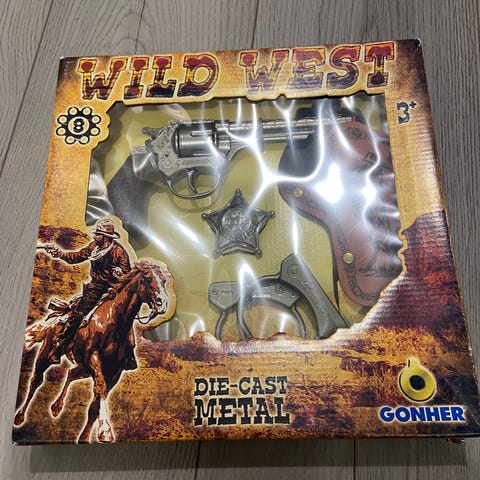 WILD WEST
8
3+
DIE-CAST
METAL
GONHER